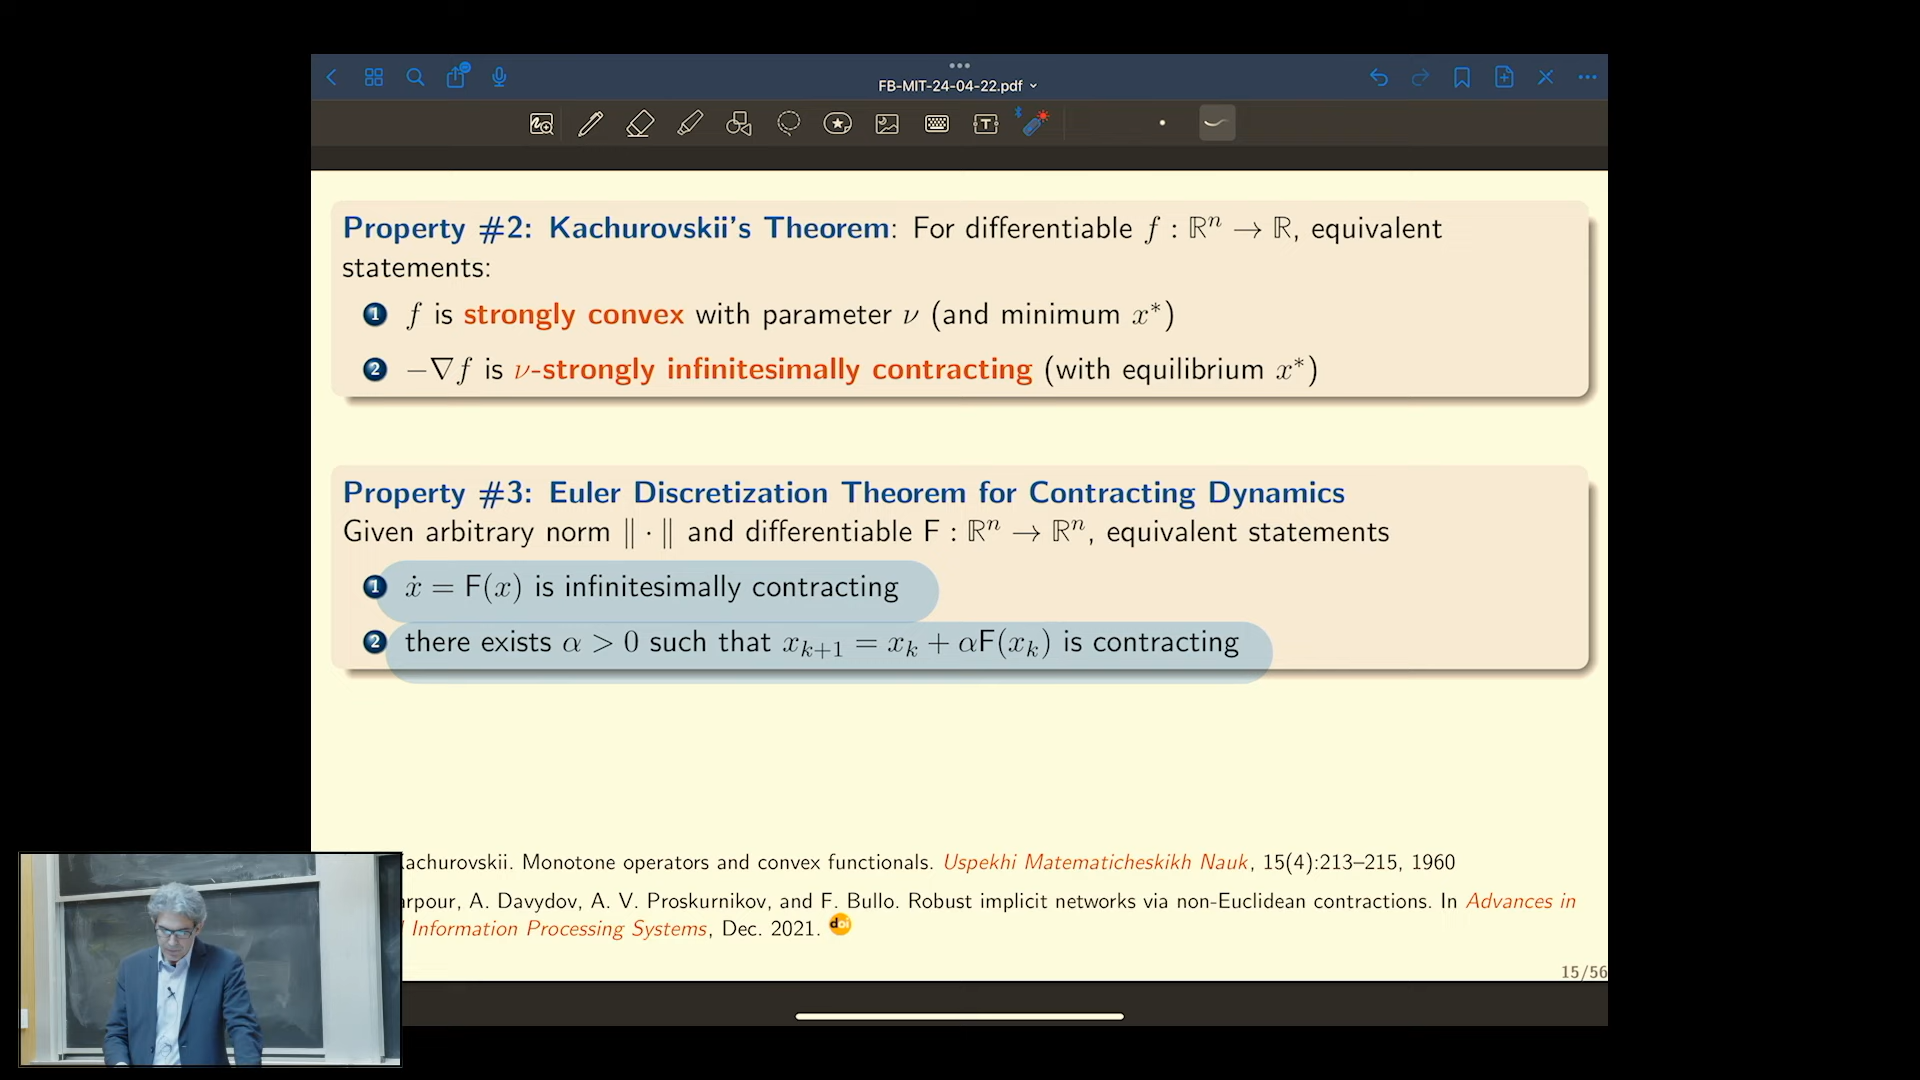 FB-MIT-24-04-22.pdf
Property #2: Kachurovskii's Theorem: For differentiable f : ℝⁿ → ℝ, equivalent
statements:
1 f is strongly convex with parameter ν (and minimum x*)
2 −∇f is ν-strongly infinitesimally contracting (with equilibrium x*)
Property #3: Euler Discretization Theorem for Contracting Dynamics
Given arbitrary norm ‖ · ‖ and differentiable F : ℝⁿ → ℝⁿ, equivalent statements
1 ẋ = F(x) is infinitesimally contracting
2 there exists α > 0 such that xₖ₊₁ = xₖ + αF(xₖ) is contracting
Kachurovskii. Monotone operators and convex functionals. Uspekhi Matematicheskikh Nauk, 15(4):213–215, 1960
A. Davydov, A. V. Proskurnikov, and F. Bullo. Robust implicit networks via non-Euclidean contractions. In Advances in
Information Processing Systems, Dec. 2021. doi
15/56